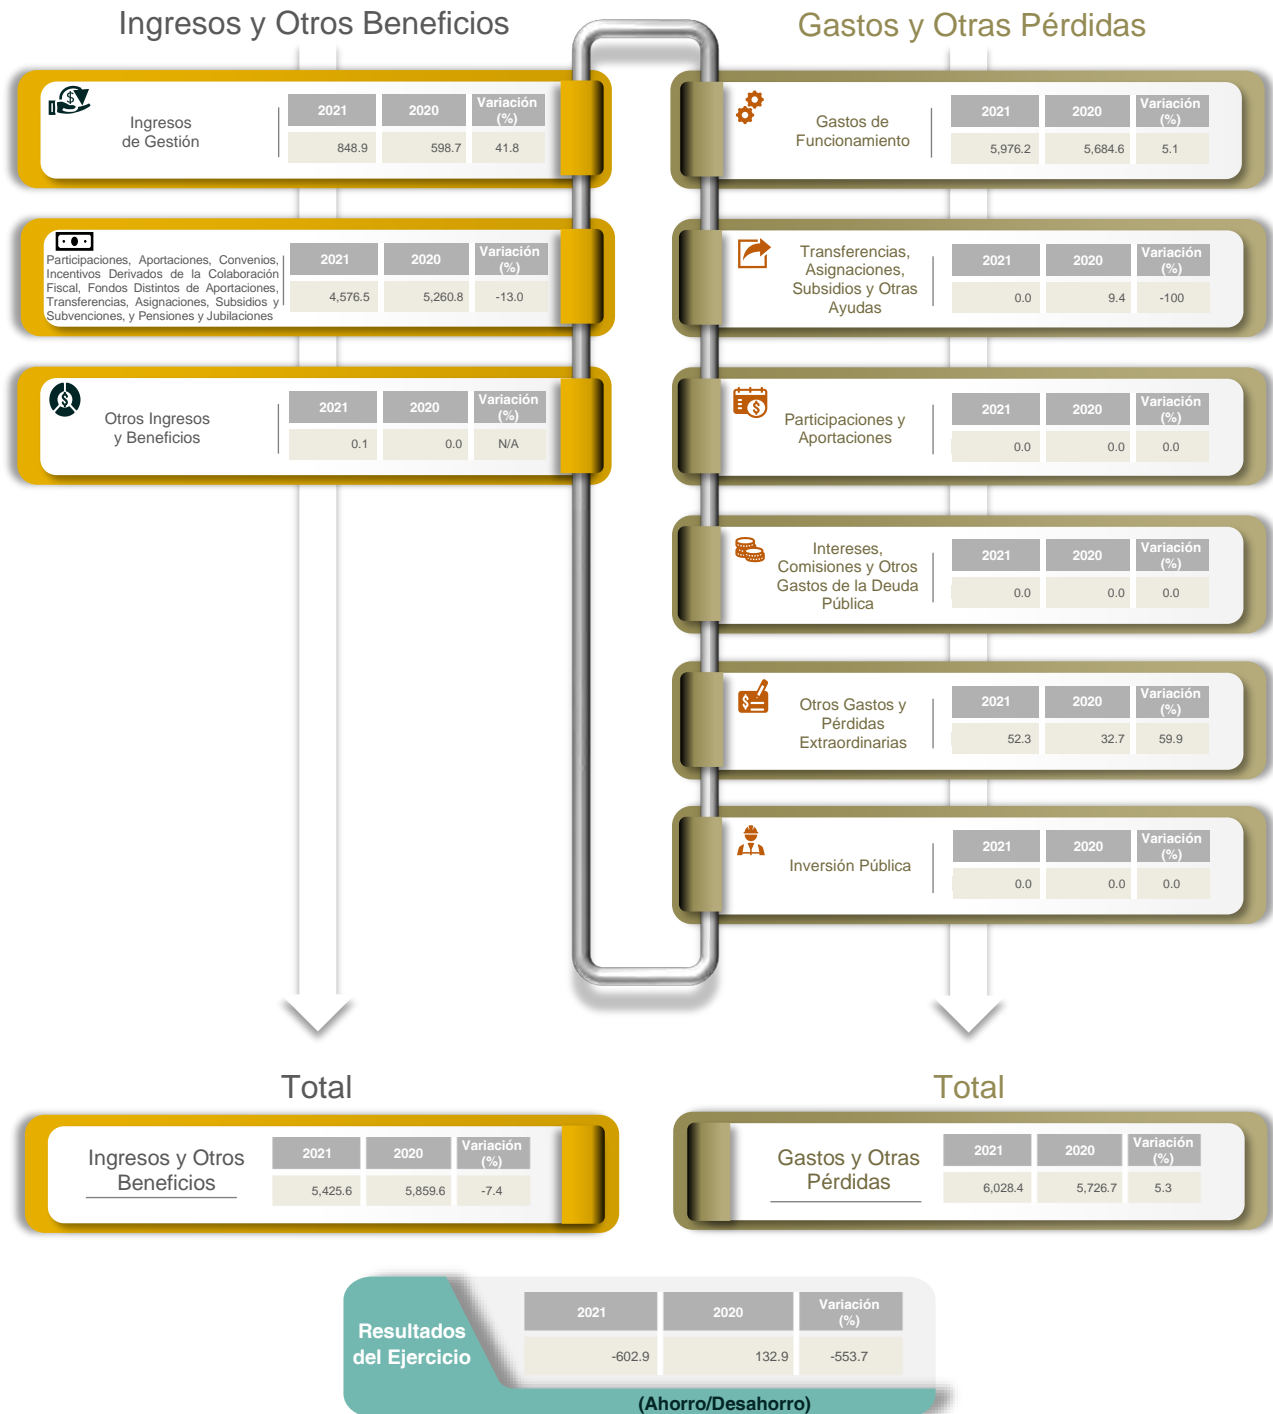 Ingresos y Otros Beneficios
Ingresos
de Gestión
2021 2020 Variación (%)
848.9 598.7 41.8
Participaciones, Aportaciones, Convenios,
Incentivos Derivados de la Colaboración
Fiscal, Fondos Distintos de Aportaciones,
Transferencias, Asignaciones, Subsidios y
Subvenciones, y Pensiones y Jubilaciones
2021 2020 Variación (%)
4,576.5 5,260.8 -13.0
Otros Ingresos
y Beneficios
2021 2020 Variación (%)
0.1 0.0 N/A
Gastos y Otras Pérdidas
Gastos de
Funcionamiento
2021 2020 Variación (%)
5,976.2 5,684.6 5.1
Transferencias,
Asignaciones,
Subsidios y Otras
Ayudas
2021 2020 Variación (%)
0.0 9.4 -100
Participaciones y
Aportaciones
2021 2020 Variación (%)
0.0 0.0 0.0
Intereses,
Comisiones y Otros
Gastos de la Deuda
Pública
2021 2020 Variación (%)
0.0 0.0 0.0
Otros Gastos y
Pérdidas
Extraordinarias
2021 2020 Variación (%)
52.3 32.7 59.9
Inversión Pública
2021 2020 Variación (%)
0.0 0.0 0.0
Total
Ingresos y Otros
Beneficios
2021 2020 Variación (%)
5,425.6 5,859.6 -7.4
Total
Gastos y Otras
Pérdidas
2021 2020 Variación (%)
6,028.4 5,726.7 5.3
Resultados
del Ejercicio
2021 2020 Variación (%)
-602.9 132.9 -553.7
(Ahorro/Desahorro)